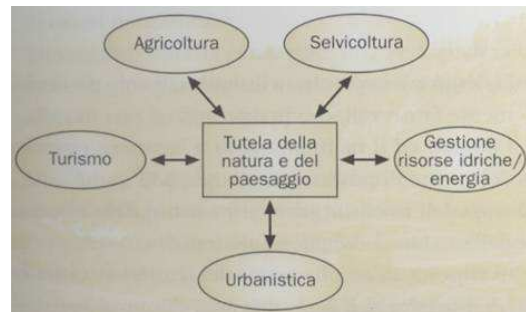 Agricoltura
Selvicoltura
Turismo
Tutela della
natura e del
paesaggio
Gestione
risorse idriche/
energia
Urbanistica